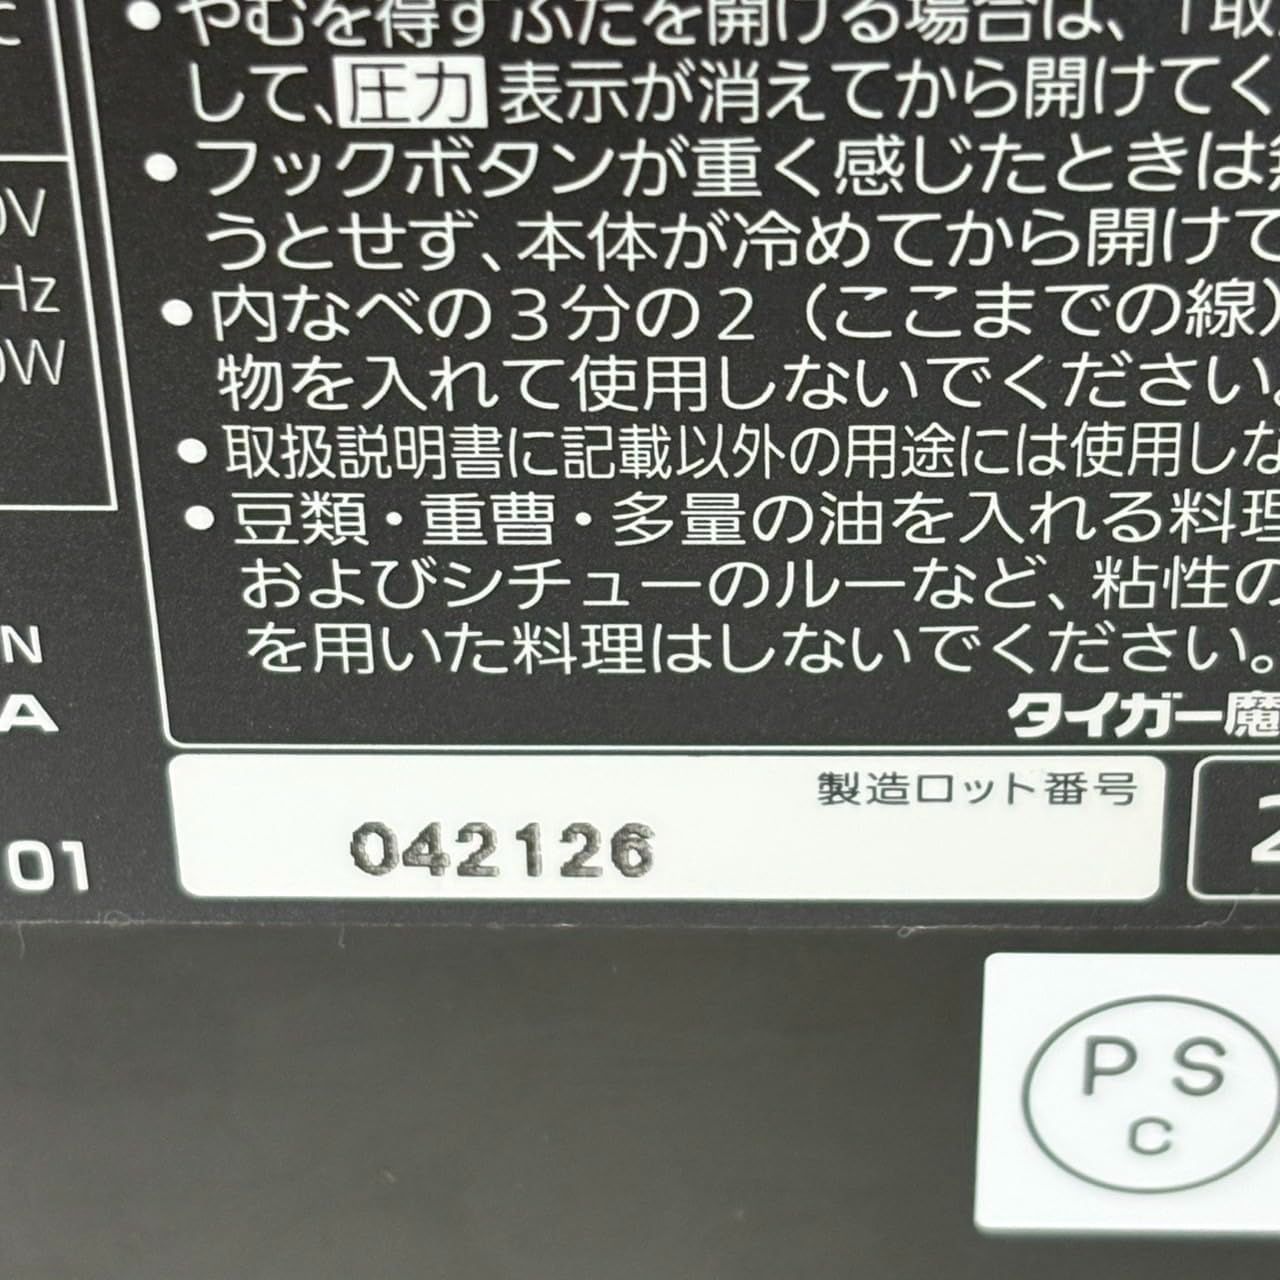 やむを得ずふたを開ける場合は、「取
して、圧力 表示が消えてから開けてく
● フックボタンが重く感じたときは無
うとせず、本体が冷めてから開けて
● 内なべの3分の2(ここまでの線)
物を入れて使用しないでください。
● 取扱説明書に記載以外の用途には使用しな
● 豆類・重曹・多量の油を入れる料理
およびシチューのルーなど、粘性の
を用いた料理はしないでください。
タイガー魔
0V
Hz
0W
N
A
01
製造ロット番号
042126
2
PS
C